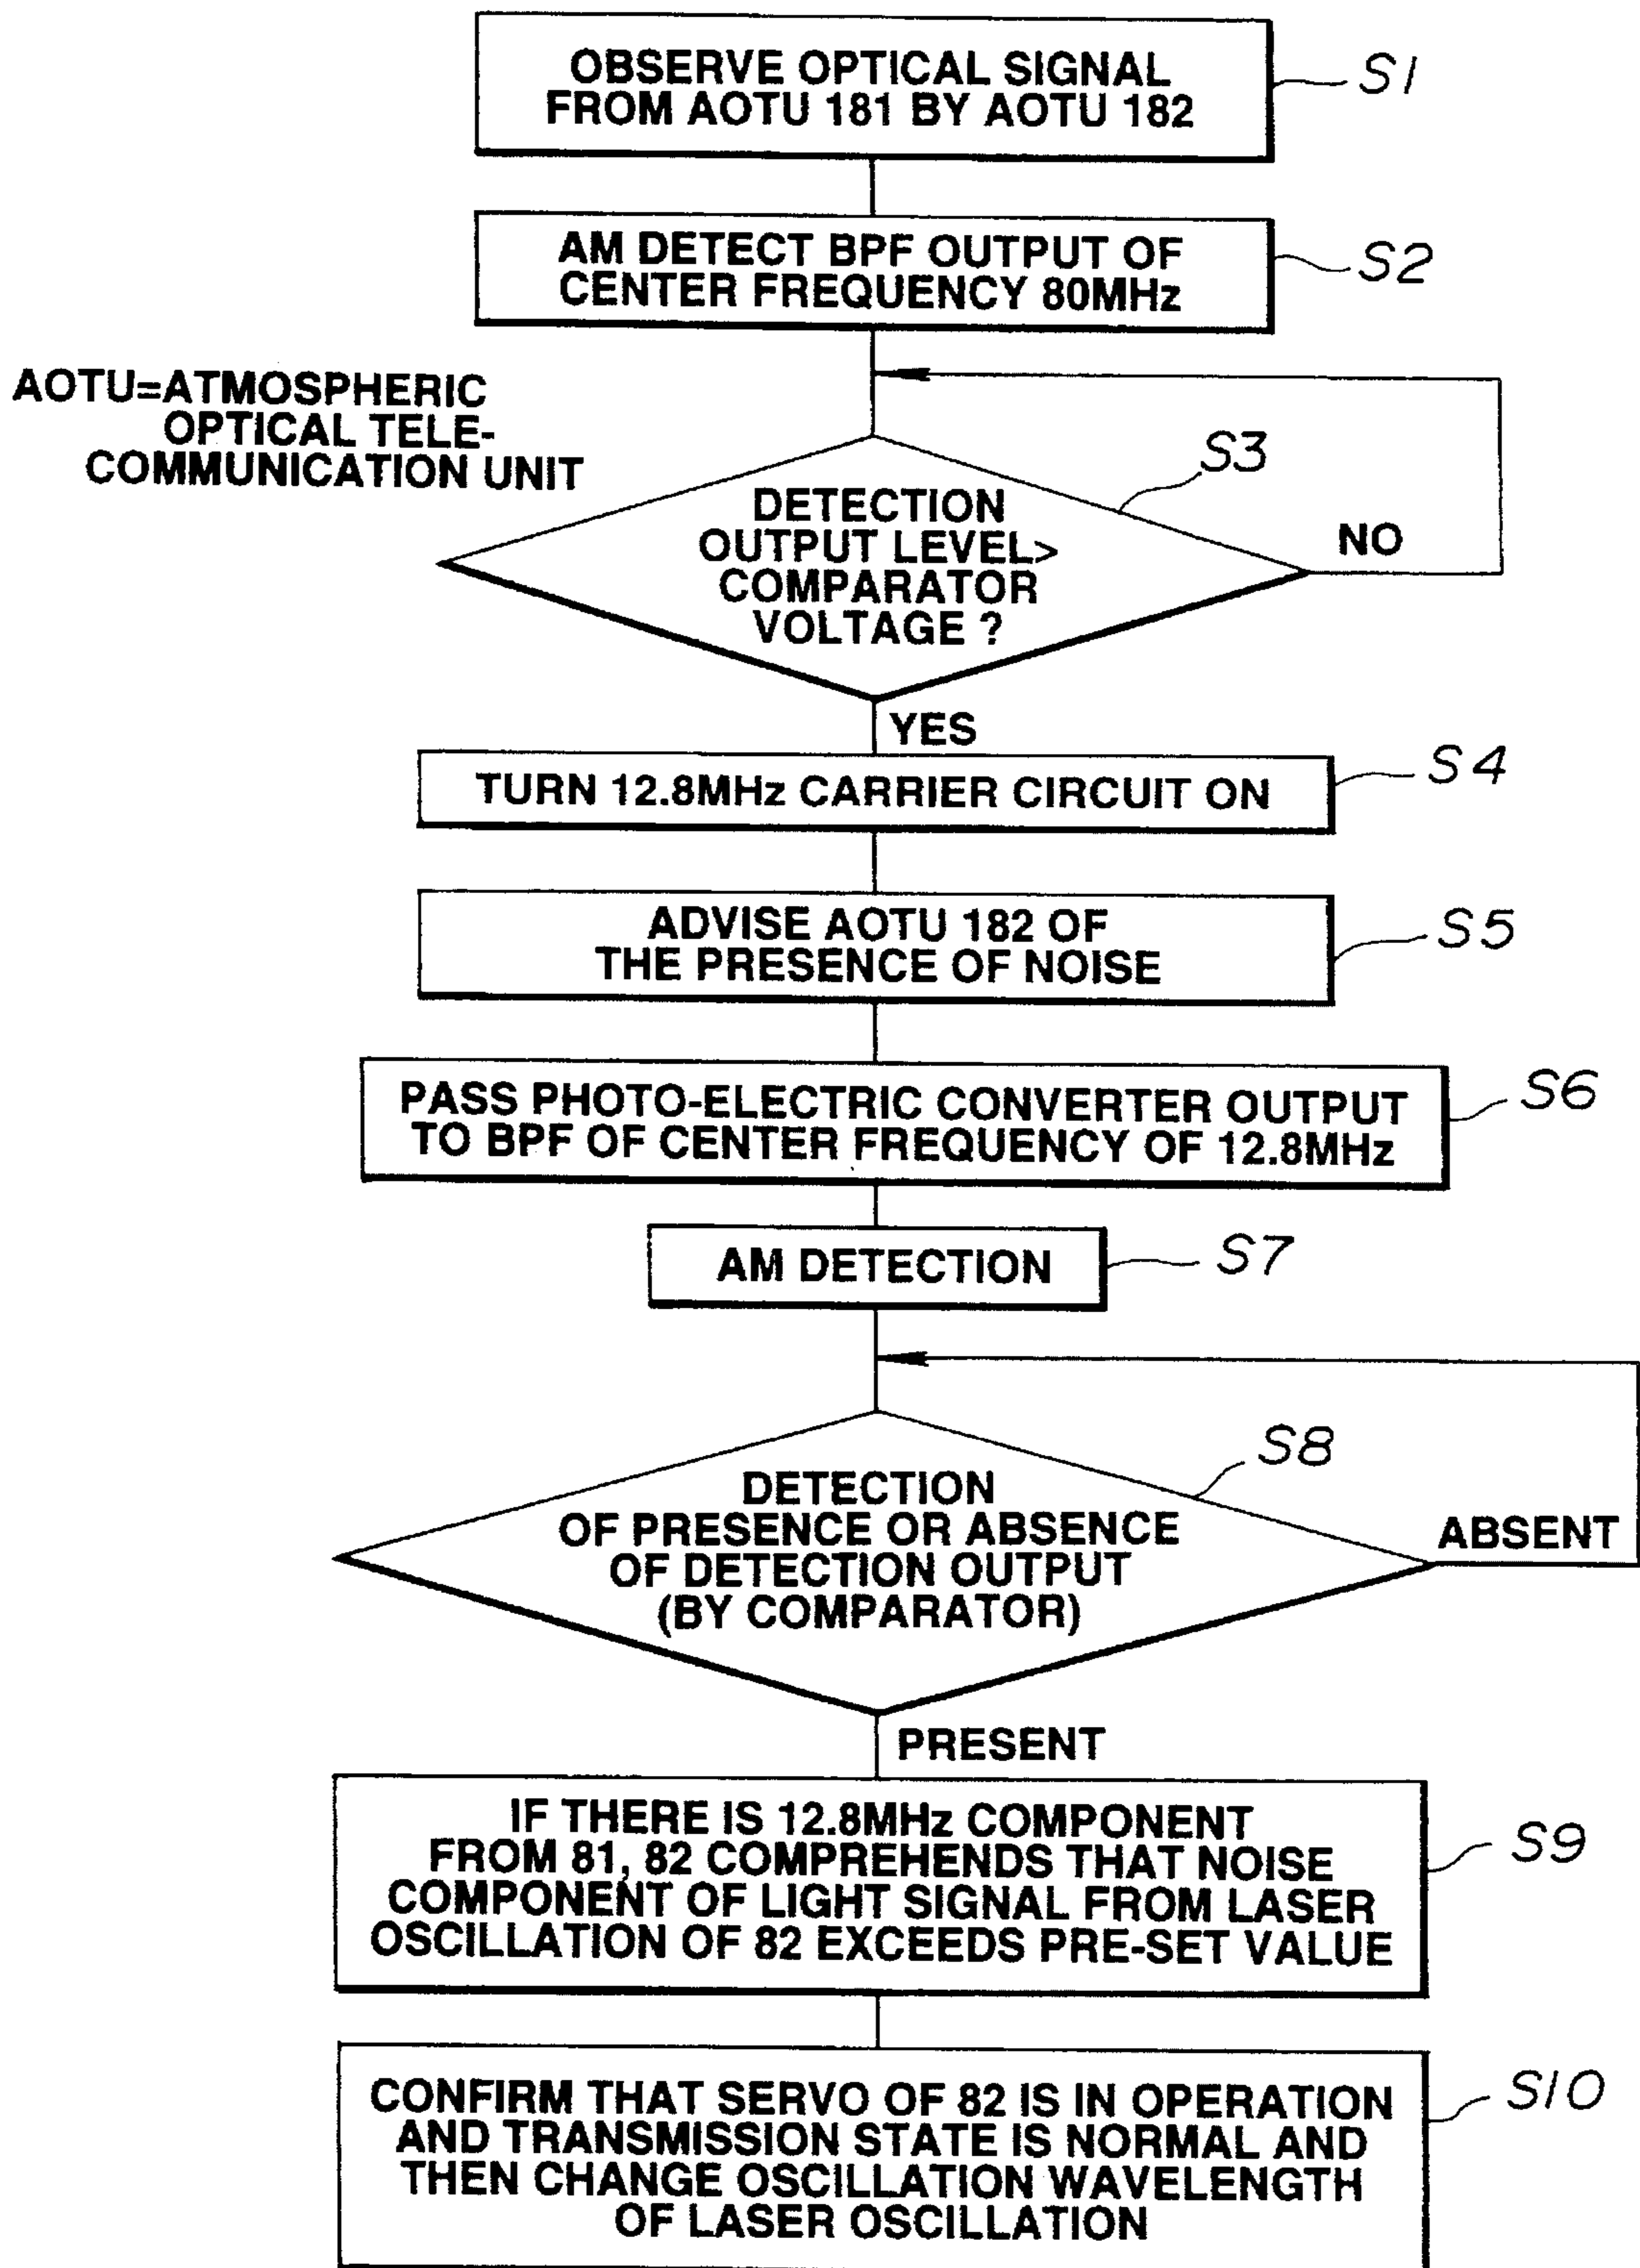 OBSERVE OPTICAL SIGNAL
FROM AOTU 181 BY AOTU 182
S1
AM DETECT BPF OUTPUT OF
CENTER FREQUENCY 80MHz
S2
AOTU=ATMOSPHERIC
OPTICAL TELE-
COMMUNICATION UNIT
S3
DETECTION
OUTPUT LEVEL>
COMPARATOR
VOLTAGE ?
NO
YES
TURN 12.8MHz CARRIER CIRCUIT ON
S4
ADVISE AOTU 182 OF
THE PRESENCE OF NOISE
S5
PASS PHOTO-ELECTRIC CONVERTER OUTPUT
TO BPF OF CENTER FREQUENCY OF 12.8MHz
S6
AM DETECTION
S7
S8
DETECTION
OF PRESENCE OR ABSENCE
OF DETECTION OUTPUT
(BY COMPARATOR)
ABSENT
PRESENT
IF THERE IS 12.8MHz COMPONENT
FROM 81, 82 COMPREHENDS THAT NOISE
COMPONENT OF LIGHT SIGNAL FROM LASER
OSCILLATION OF 82 EXCEEDS PRE-SET VALUE
S9
CONFIRM THAT SERVO OF 82 IS IN OPERATION
AND TRANSMISSION STATE IS NORMAL AND
THEN CHANGE OSCILLATION WAVELENGTH
OF LASER OSCILLATION
S10